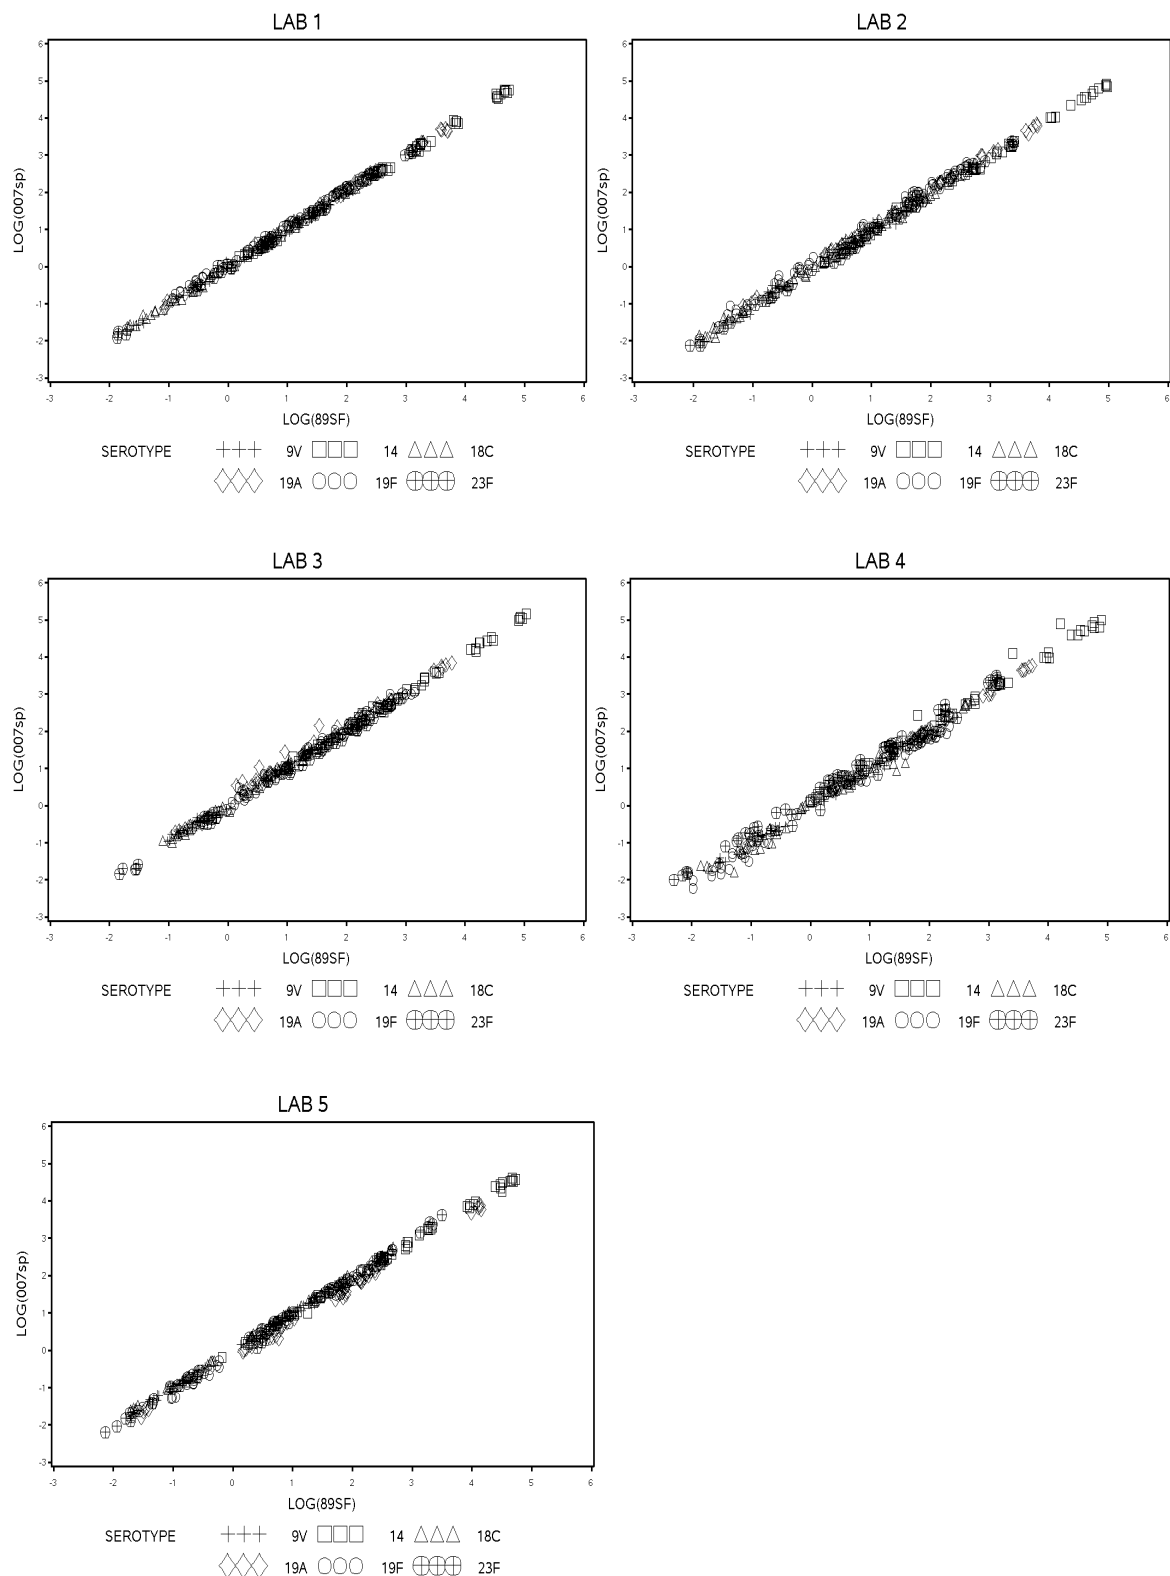 LAB 1
6
5
4
3
2
1
0
-1
-2
-3
LOG(007sp)
-3 -2 -1 0 1 2 3 4 5 6
LOG(89SF)
SEROTYPE 9V 14 18C
19A 19F 23F
LAB 2
6
5
4
3
2
1
0
-1
-2
-3
LOG(007sp)
-3 -2 -1 0 1 2 3 4 5 6
LOG(89SF)
SEROTYPE 9V 14 18C
19A 19F 23F
LAB 3
6
5
4
3
2
1
0
-1
-2
-3
LOG(007sp)
-3 -2 -1 0 1 2 3 4 5 6
LOG(89SF)
SEROTYPE 9V 14 18C
19A 19F 23F
LAB 4
6
5
4
3
2
1
0
-1
-2
-3
LOG(007sp)
-3 -2 -1 0 1 2 3 4 5 6
LOG(89SF)
SEROTYPE 9V 14 18C
19A 19F 23F
LAB 5
6
5
4
3
2
1
0
-1
-2
-3
LOG(007sp)
-3 -2 -1 0 1 2 3 4 5 6
LOG(89SF)
SEROTYPE 9V 14 18C
19A 19F 23F